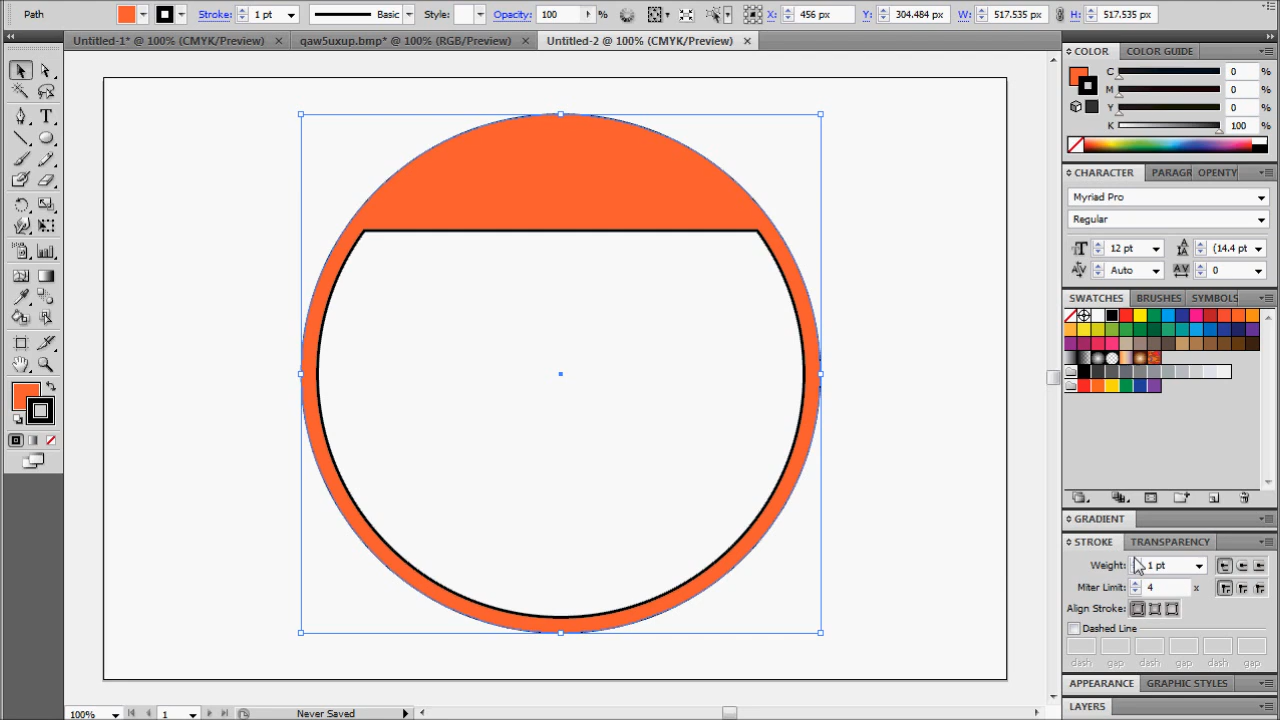 Path Stroke: 1 pt Basic Style: Opacity: 100 % X: 456 px Y: 304.484 px W: 517.535 px H: 517.535 px
Untitled-1* @ 100% (CMYK/Preview) qaw5uxup.bmp* @ 100% (RGB/Preview) Untitled-2 @ 100% (CMYK/Preview)
COLOR COLOR GUIDE
C 0 %
M 0 %
Y 0 %
K 100 %
CHARACTER PARAGR OPENTY
Myriad Pro
Regular
12 pt (14.4 pt
Auto 0
SWATCHES BRUSHES SYMBOLS
GRADIENT
STROKE TRANSPARENCY
Weight: 1 pt
Miter Limit: 4 x
Align Stroke:
Dashed Line
dash gap dash gap dash gap
APPEARANCE GRAPHIC STYLES
LAYERS
100% 1 Never Saved